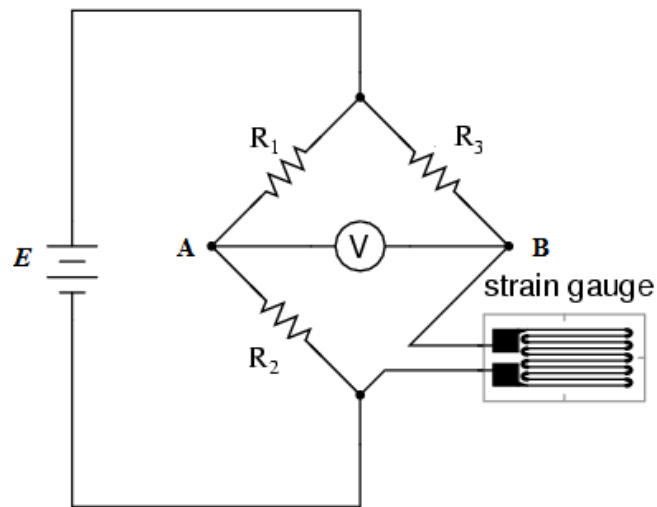 R₁
R₃
E
A
V
B
strain gauge
R₂